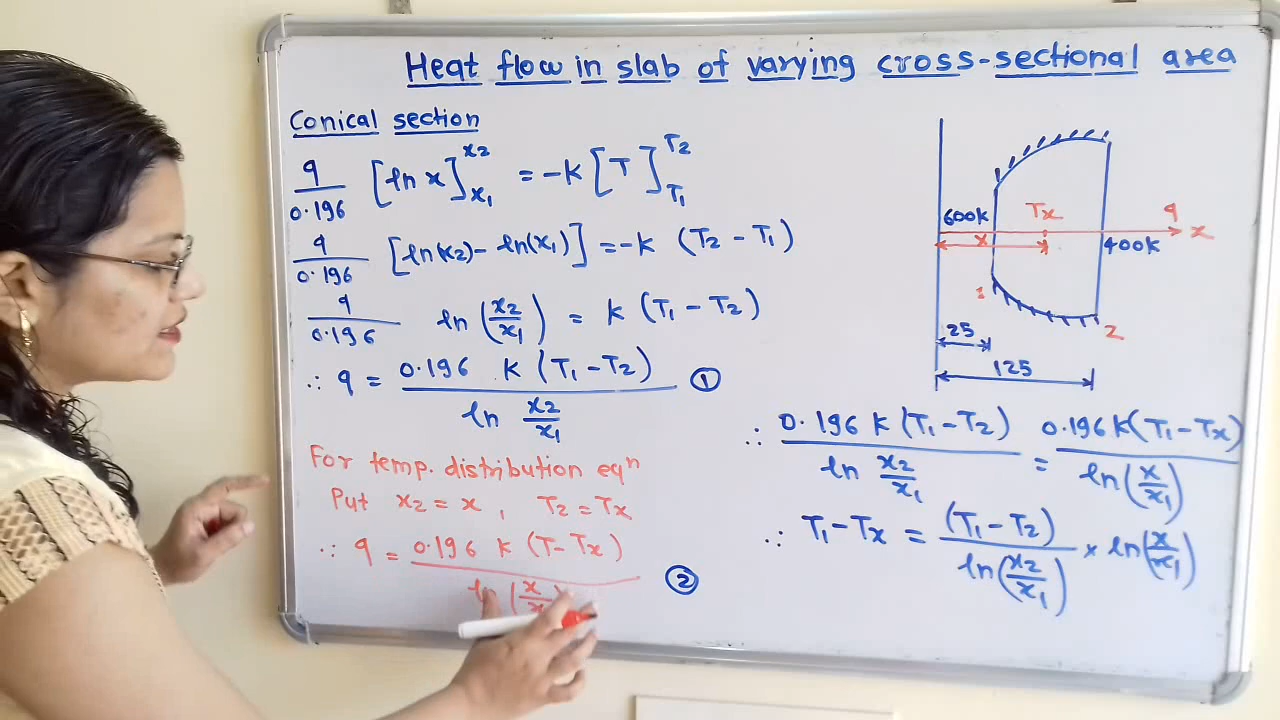 Heat flow in slab of varying cross-sectional area
Conical section
q/0.196 [ln x]_{x1}^{x2} = -K [T]_{T1}^{T2}
q/0.196 [ln(x2) - ln(x1)] = -K (T2 - T1)
q/0.196 ln (x2/x1) = K (T1 - T2)
∴ q = 0.196 K (T1 - T2) / ln x2/x1 ①
For temp. distribution eqⁿ
Put x2 = x, T2 = Tx
∴ q = 0.196 K (T - Tx) / ln (x/x ②
600K
Tx
q
x
x
400K
1
2
25
125
∴ 0.196 K (T1 - T2) / ln x2/x1 = 0.196 K(T1 - Tx) / ln (x/x1)
∴ T1 - Tx = (T1 - T2) / ln (x2/x1) × ln (x/x1)